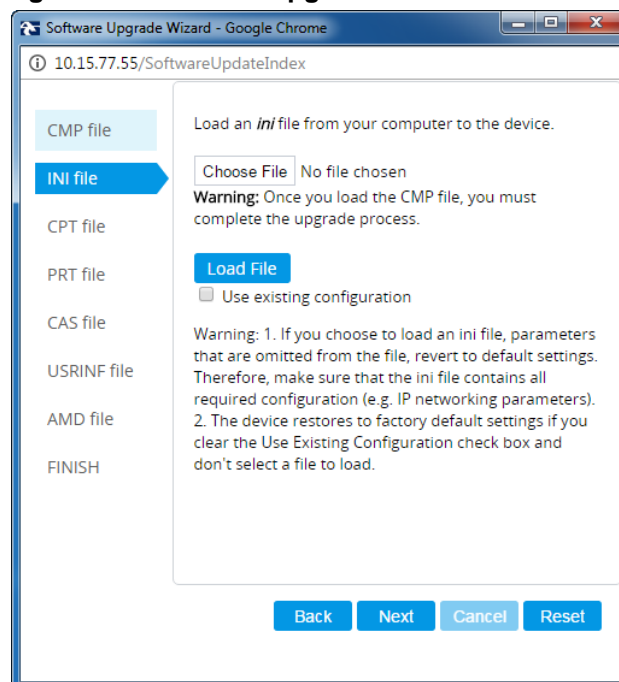 Software Upgrade Wizard - Google Chrome
10.15.77.55/SoftwareUpdateIndex
CMP file
INI file
CPT file
PRT file
CAS file
USRINF file
AMD file
FINISH
Load an ini file from your computer to the device.
Choose File No file chosen
Warning: Once you load the CMP file, you must
complete the upgrade process.
Load File
Use existing configuration
Warning: 1. If you choose to load an ini file, parameters
that are omitted from the file, revert to default settings.
Therefore, make sure that the ini file contains all
required configuration (e.g. IP networking parameters).
2. The device restores to factory default settings if you
clear the Use Existing Configuration check box and
don't select a file to load.
Back Next Cancel Reset